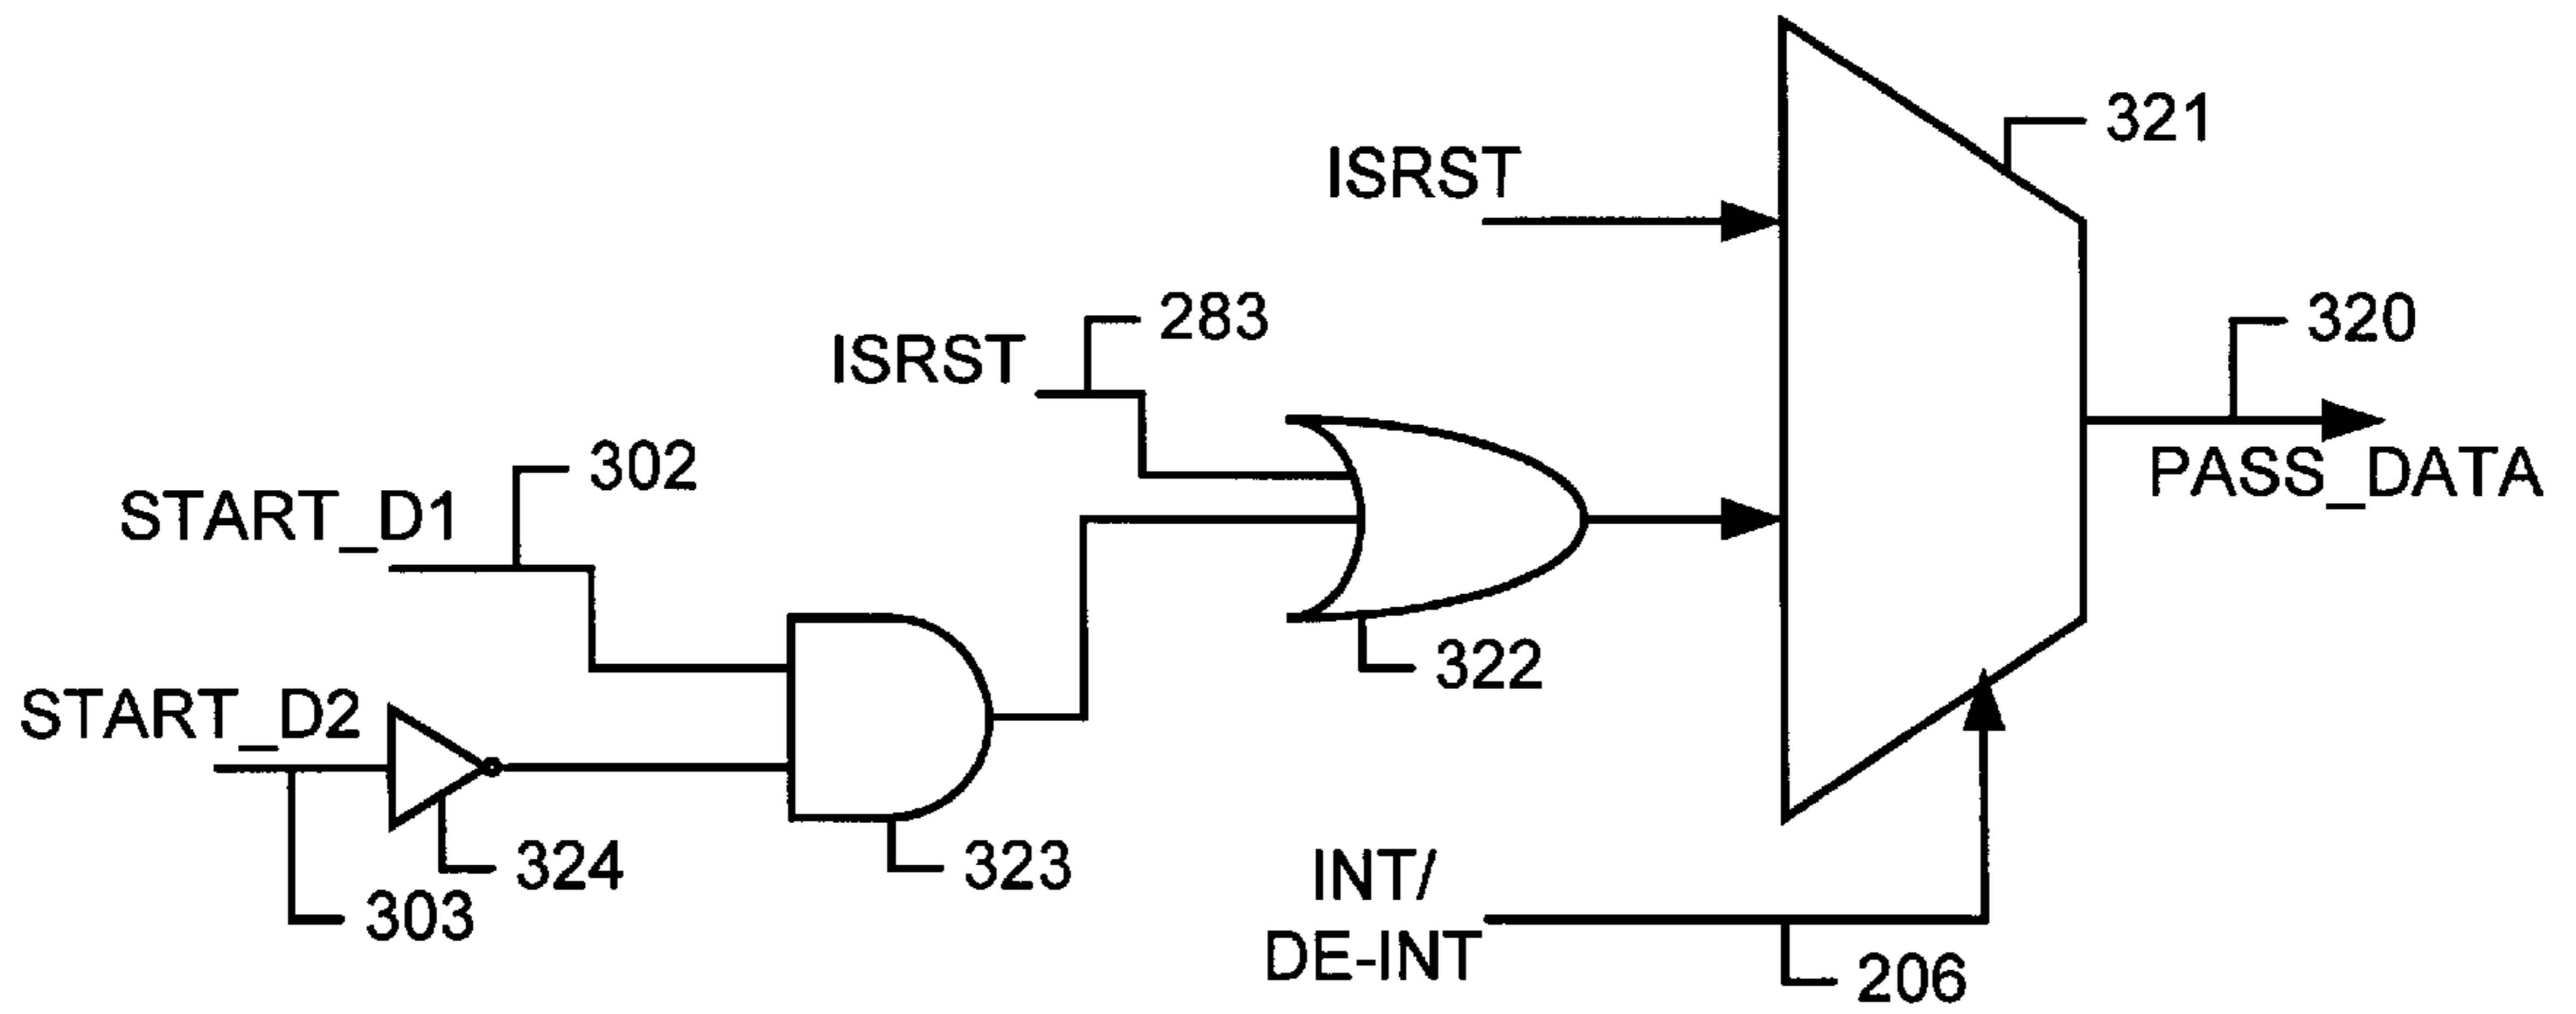 321
ISRST
283
320
ISRST
302
PASS_DATA
START_D1
322
START_D2
324
323
INT/
303
DE-INT
206